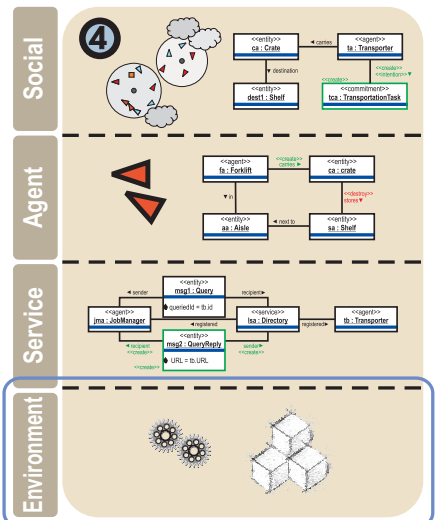 Social
4
<<entity>>
ca : Crate
◄ carries
<<agent>>
ta : Transporter
▼ destination
<<create>>
<<create>>
<<intention>>▼
<<entity>>
dest1 : Shelf
<<commitment>>
tca : TransportationTask
Agent
<<agent>>
fa : Forklift
<<create>>
carries ►
<<entity>>
ca : crate
▼ in
<<destroy>>
stores▼
<<entity>>
aa : Aisle
◄ next to
<<entity>>
sa : Shelf
Service
<<entity>>
msg1 : Query
queriedId = tb.id
◄ sender
recipient►
<<agent>>
jma : JobManager
<<service>>
lsa : Directory
<<agent>>
tb : Transporter
◄ registered
registered►
<<entity>>
msg2 : QueryReply
URL = tb.URL
◄ recipient
<<create>>
sender►
<<create>>
<<create>>
Environment